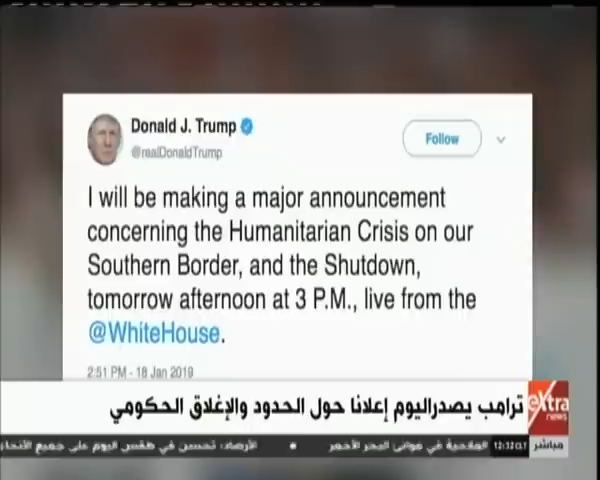 Donald J. Trump
@realDonaldTrump
Follow
I will be making a major announcement
concerning the Humanitarian Crisis on our
Southern Border, and the Shutdown,
tomorrow afternoon at 3 P.M., live from the
@WhiteHouse.
2:51 PM - 18 Jan 2019
ترامب يصدراليوم إعلانا حول الحدود والإغلاق الحكومي
eXtra
news
مباشر
12:32 CLT
الملاحية في موانى البحر الأحمر
الأرصاد: تحسن في طقس اليوم على جميع الأنحاء